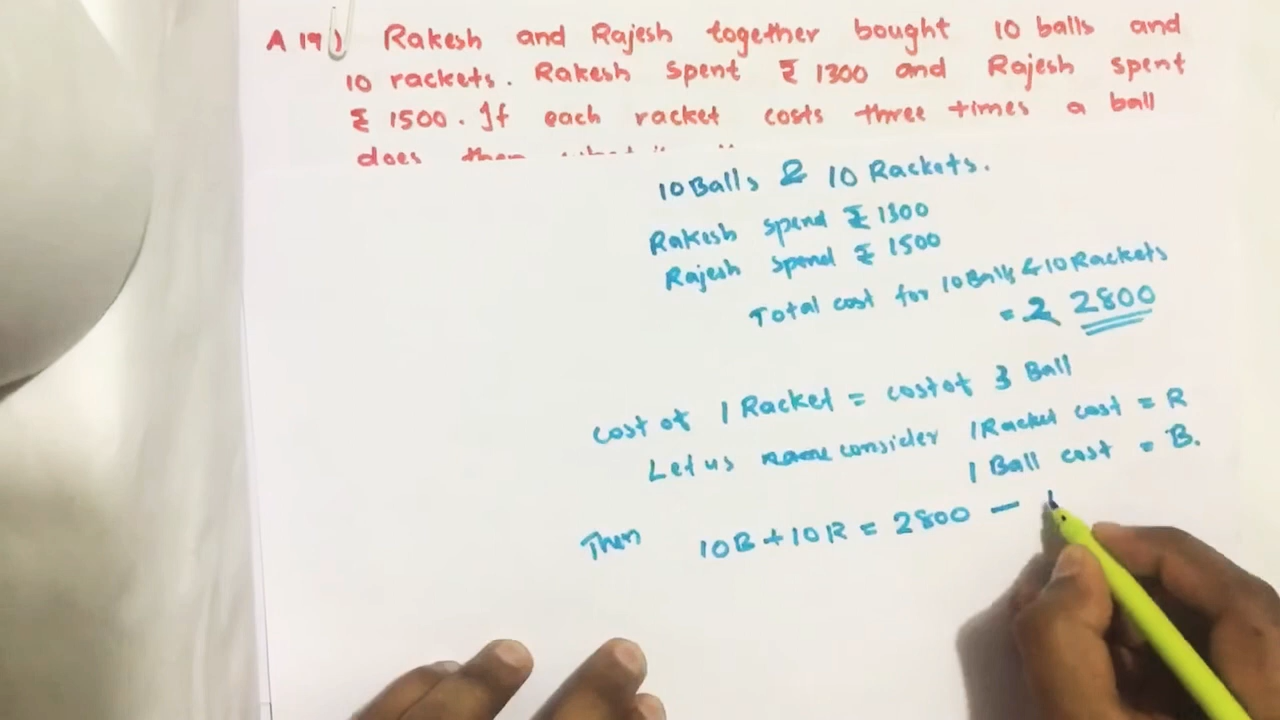 A 19) Rakesh and Rajesh together bought 10 balls and
10 rackets. Rakesh spent ₹ 1300 and Rajesh spent
₹ 1500. If each racket costs three times a ball
does then
10 Balls & 10 Rackets.
Rakesh spend ₹ 1300
Rajesh spend ₹ 1500
Total cost for 10 Balls & 10 Rackets
= 2 2800
cost of 1 Racket = cost of 3 Ball
Let us consider 1 Racket cost = R
1 Ball cost = B.
Then 10B + 10R = 2800 —